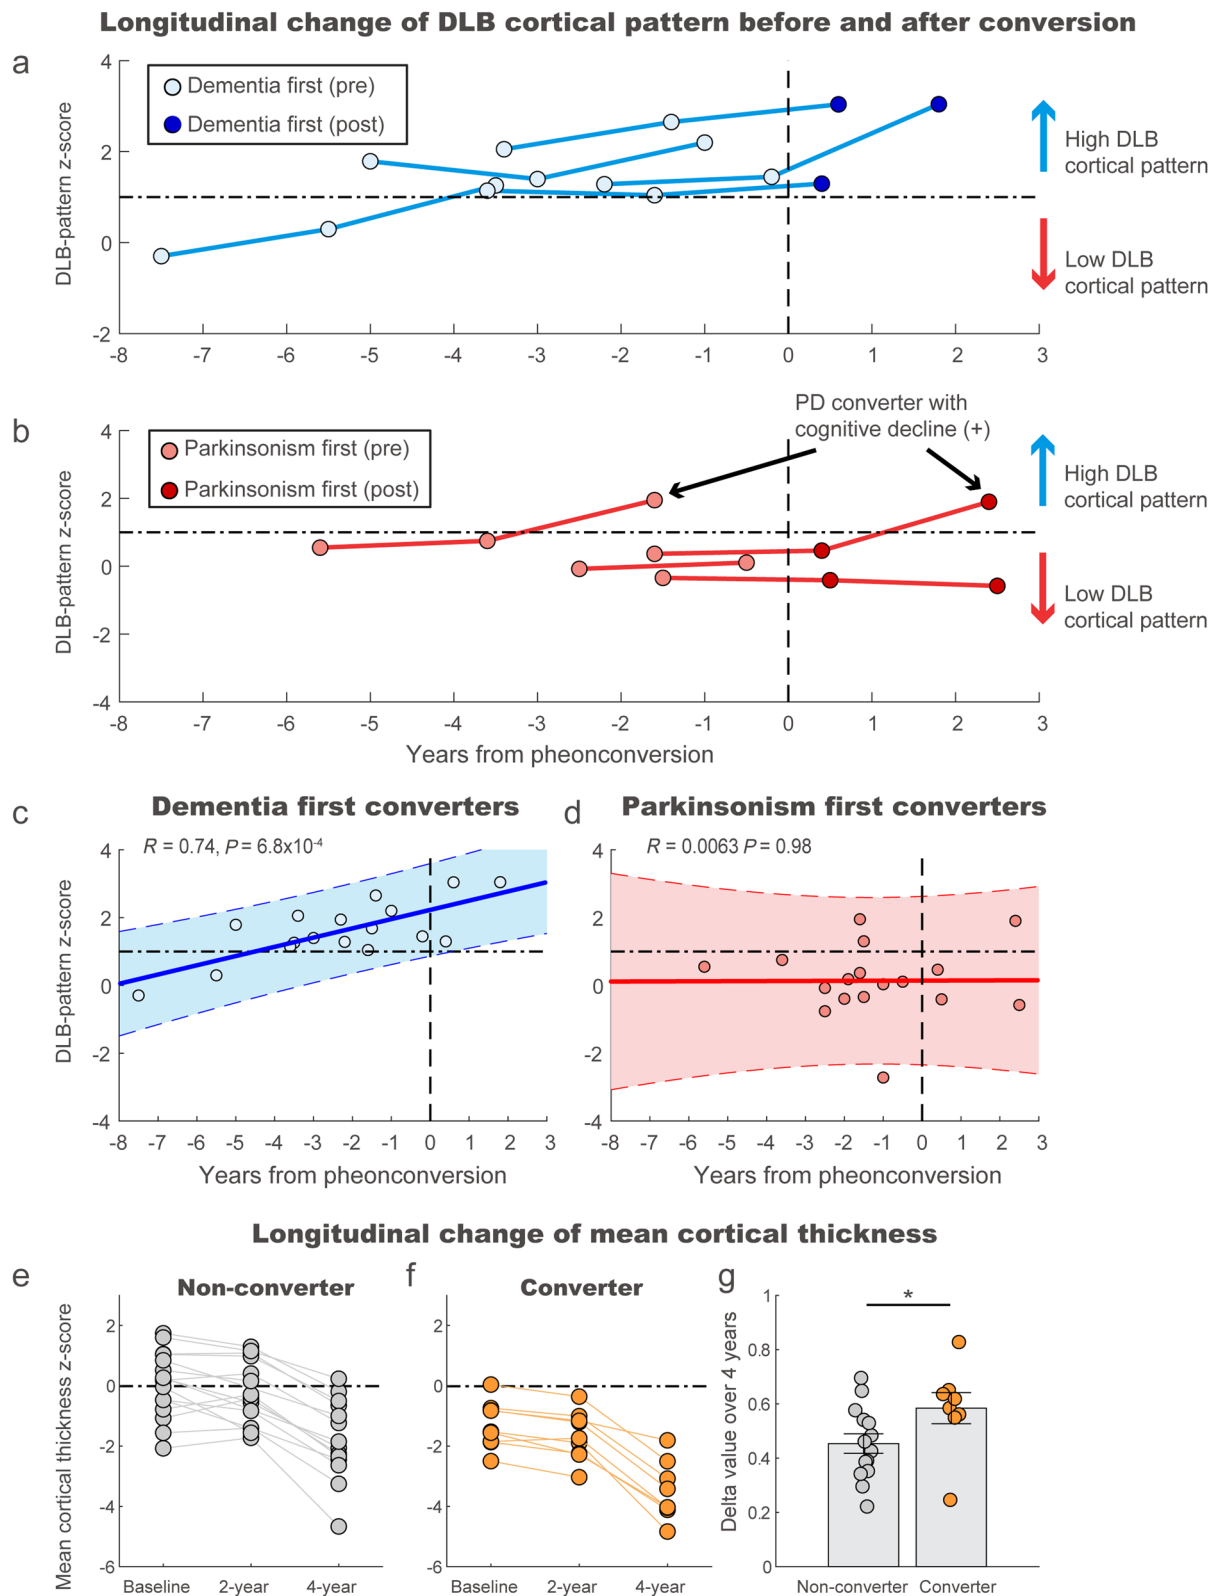 Longitudinal change of DLB cortical pattern before and after conversion
a
DLB-pattern z-score
4
2
0
-2
Dementia first (pre)
Dementia first (post)
High DLB
cortical pattern
Low DLB
cortical pattern
-8 -7 -6 -5 -4 -3 -2 -1 0 1 2 3
b
DLB-pattern z-score
4
2
0
-2
-4
Parkinsonism first (pre)
Parkinsonism first (post)
PD converter with
cognitive decline (+)
High DLB
cortical pattern
Low DLB
cortical pattern
-8 -7 -6 -5 -4 -3 -2 -1 0 1 2 3
Years from pheonconversion
c
Dementia first converters
R = 0.74, P = 6.8x10-4
DLB-pattern z-score
4
2
0
-2
-4
-8 -7 -5 -4 -3 -2 -1 0 1 2 3
Years from pheonconversion
d
Parkinsonism first converters
R = 0.0063 P = 0.98
4
2
0
-2
-4
-8 -7 -5 -4 -3 -2 -1 0 1 2 3
Years from pheonconversion
Longitudinal change of mean cortical thickness
e
Non-converter
Mean cortical thickness z-score
2
0
-2
-4
-6
Baseline 2-year 4-year
f
Converter
2
0
-2
-4
-6
Baseline 2-year 4-year
g
Delta value over 4 years
*
1
0.8
0.6
0.4
0.2
0
Non-converter Converter